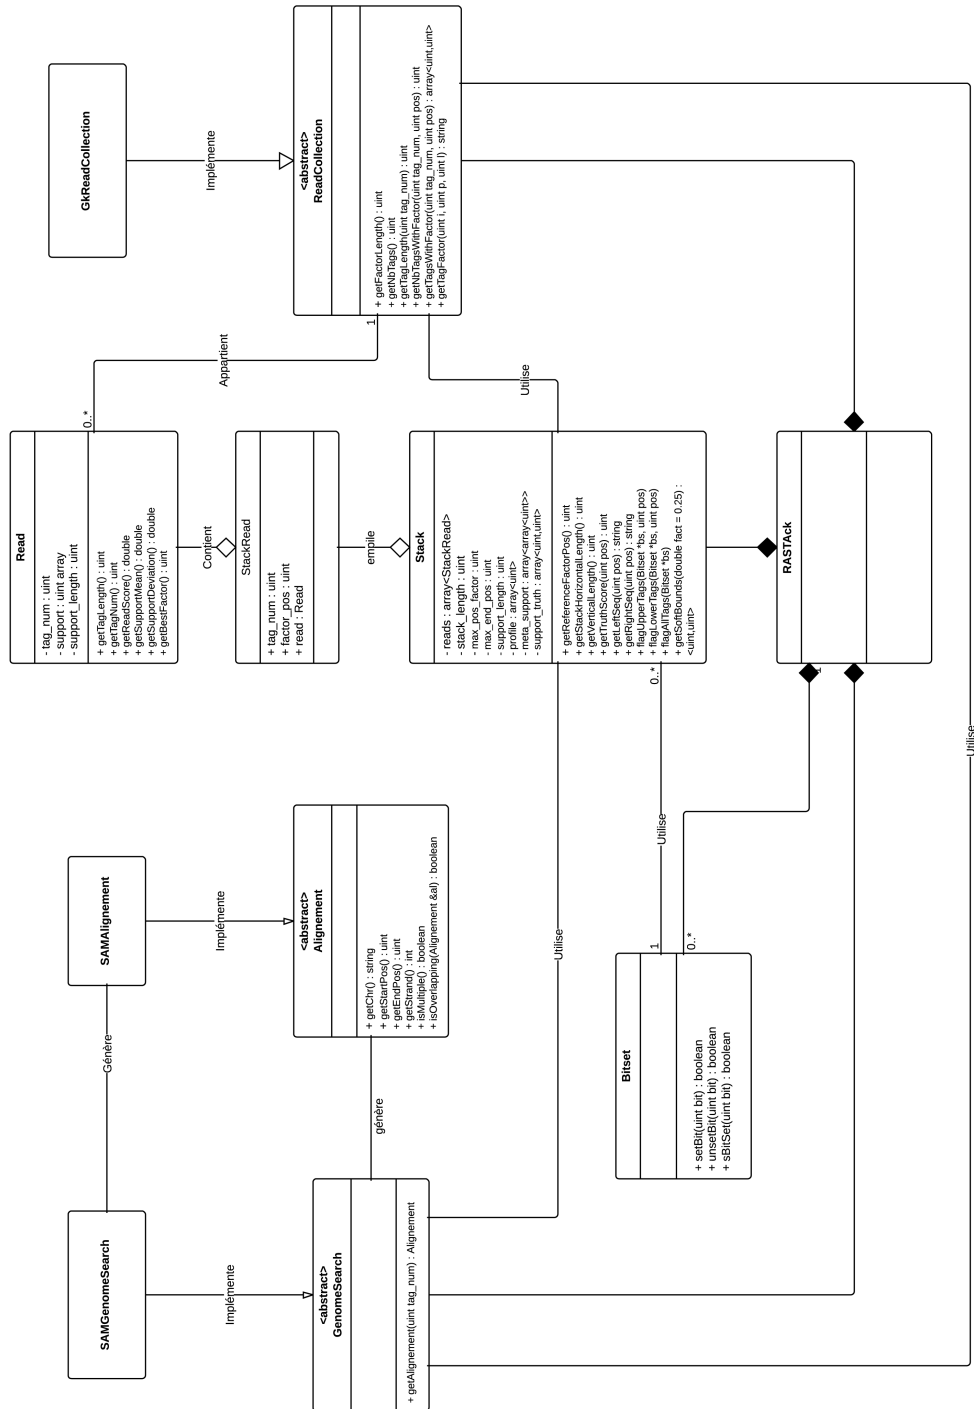 GkReadCollection
Implémente
<abstract>
ReadCollection
+ getFactorLength() : uint
+ getNbTags() : uint
+ getTagLength(uint tag_num) : uint
+ getNbTagsWithFactor(uint tag_num, uint pos) : uint
+ getTagsWithFactor(uint tag_num, uint pos) : array<uint,uint>
+ getTagFactor(uint i, uint p, uint l) : string
1
Appartient
0..*
Utilise
Read
- tag_num : uint
- support : uint array
- support_length : uint
+ getTagLength() : uint
+ getTagNum() : uint
+ getReadScore() : double
+ getSupportMean() : double
+ getSupportDeviation() : double
+ getBestFactor() : uint
Contient
StackRead
+ tag_num : uint
+ factor_pos : uint
+ read : Read
empile
Stack
- reads : array<StackRead>
- stack_length : uint
- max_pos_factor : uint
- max_end_pos : uint
- support_length : uint
- profile : array<uint>
- meta_support : array<array<uint>>
- support_truth : array<uint,uint>
+ getReferenceFactorPos() : uint
+ getStackHorizontalLength() : uint
+ getVerticalLength() : uint
+ getTruthScore(uint pos) : uint
+ getLeftSeq(uint pos) : string
+ getRightSeq(uint pos) : string
+ flagUpperTags(Bitset *bs, uint pos)
+ flagLowerTags(Bitset *bs, uint pos)
+ flagAllTags(Bitset *bs)
+ getSoftBounds(double fact = 0.25) :
<uint,uint>
RASTAck
1
0..*
Utilise
Utilise
Utilise
1
0..*
SAMAlignement
Implémente
<abstract>
Alignement
+ getChr() : string
+ getStartPos() : uint
+ getEndPos() : uint
+ getStrand() : int
+ isMultiple() : boolean
+ isOverlapping(Alignement &al) : boolean
Génère
génère
Bitset
+ setBit(uint bit) : boolean
+ unsetBit(uint bit) : boolean
+ sBitSet(uint bit) : boolean
SAMGenomeSearch
Implémente
<abstract>
GenomeSearch
+ getAlignement(uint tag_num) : Alignement